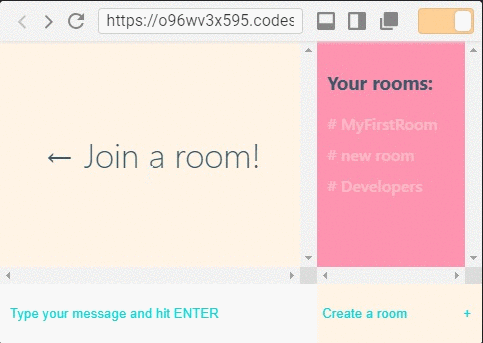 https://o96wv3x595.codes
← Join a room!
Your rooms:
# MyFirstRoom
# new room
# Developers
Type your message and hit ENTER
Create a room +